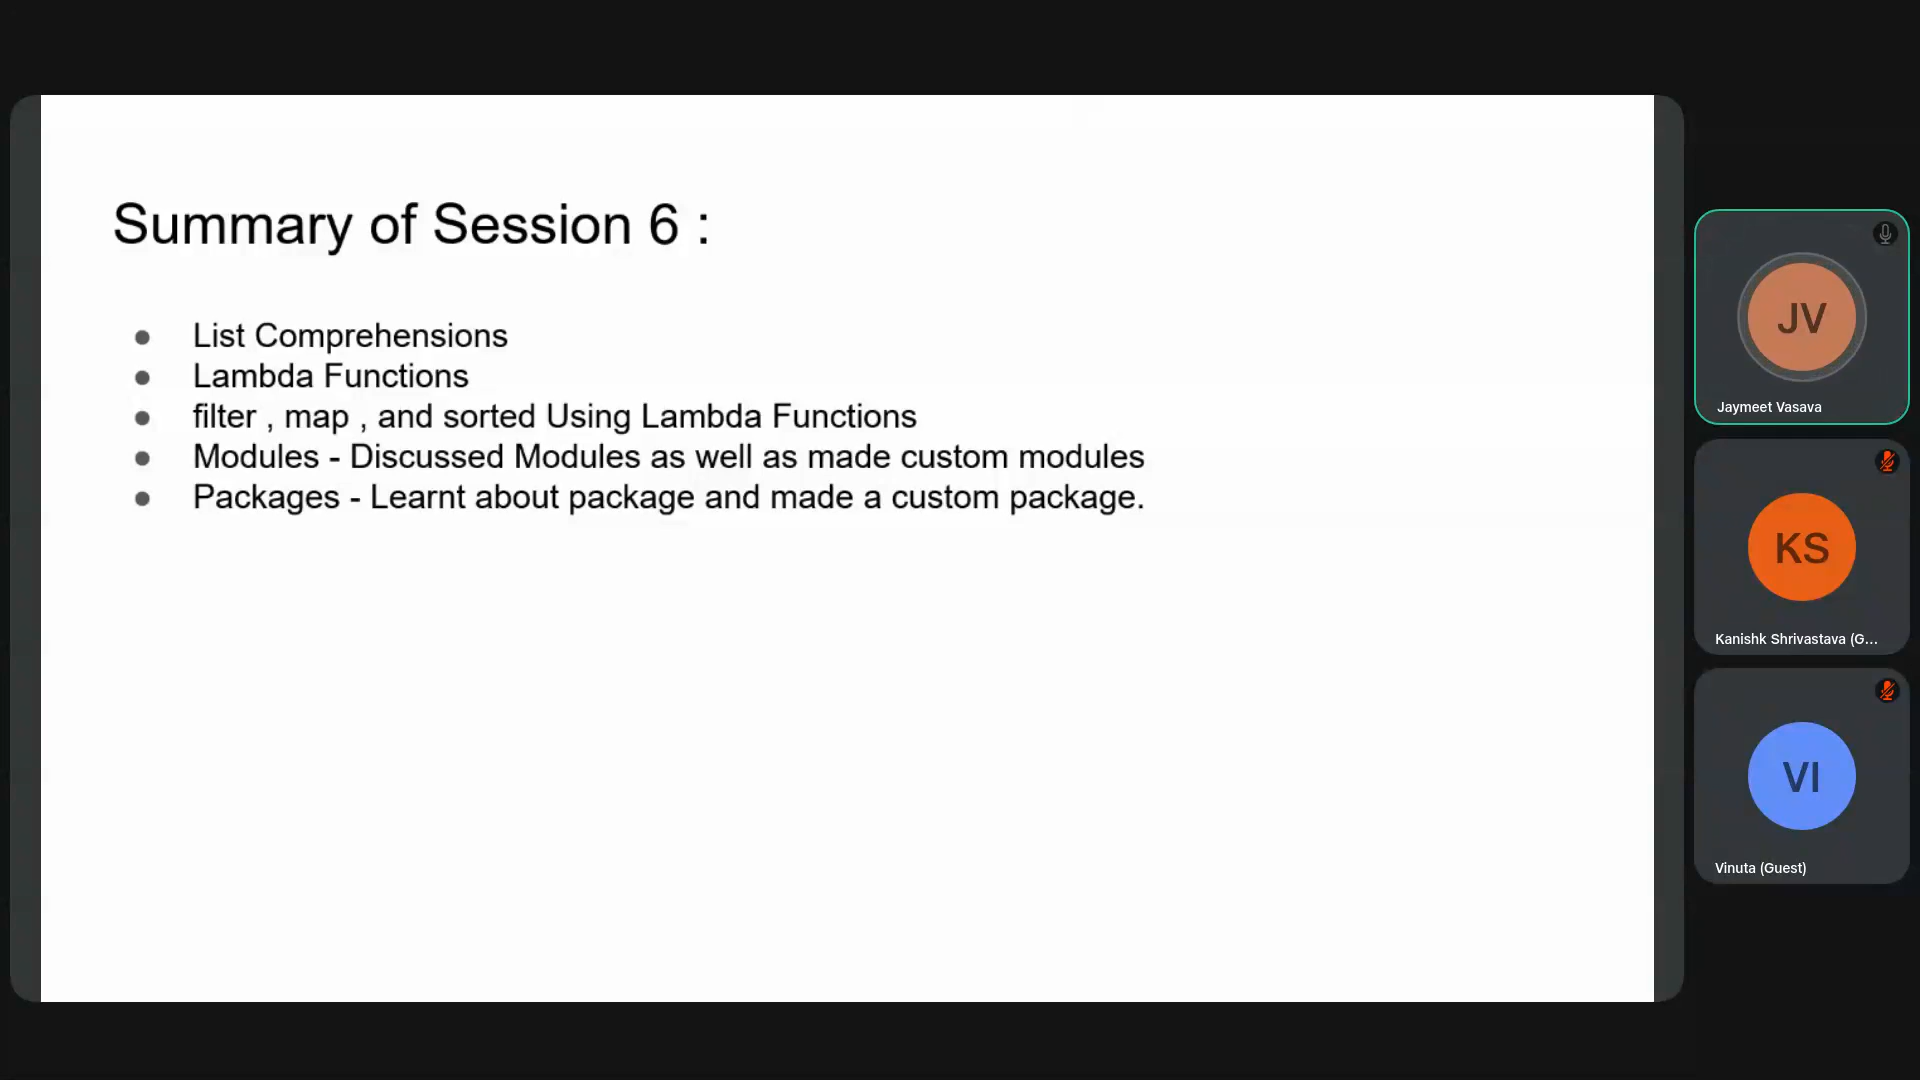 Summary of Session 6 :
● List Comprehensions
● Lambda Functions
● filter , map , and sorted Using Lambda Functions
● Modules - Discussed Modules as well as made custom modules
● Packages - Learnt about package and made a custom package.
JV
Jaymeet Vasava
KS
Kanishk Shrivastava (G...
VI
Vinuta (Guest)